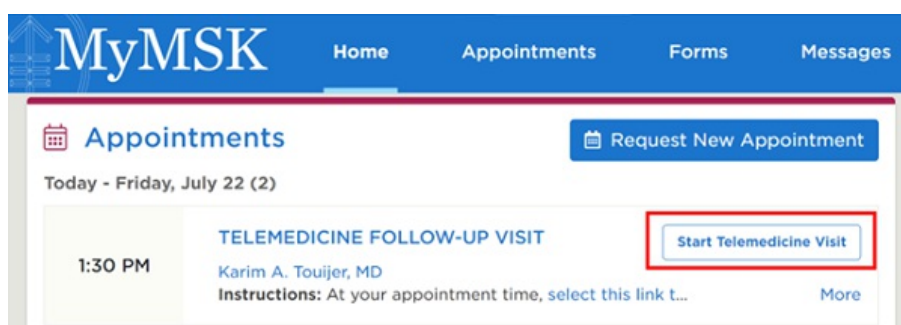 MyMSK Home Appointments Forms Messages
Appointments Request New Appointment
Today - Friday, July 22 (2)
TELEMEDICINE FOLLOW-UP VISIT Start Telemedicine Visit
1:30 PM
Karim A. Touijer, MD
Instructions: At your appointment time, select this link t... More